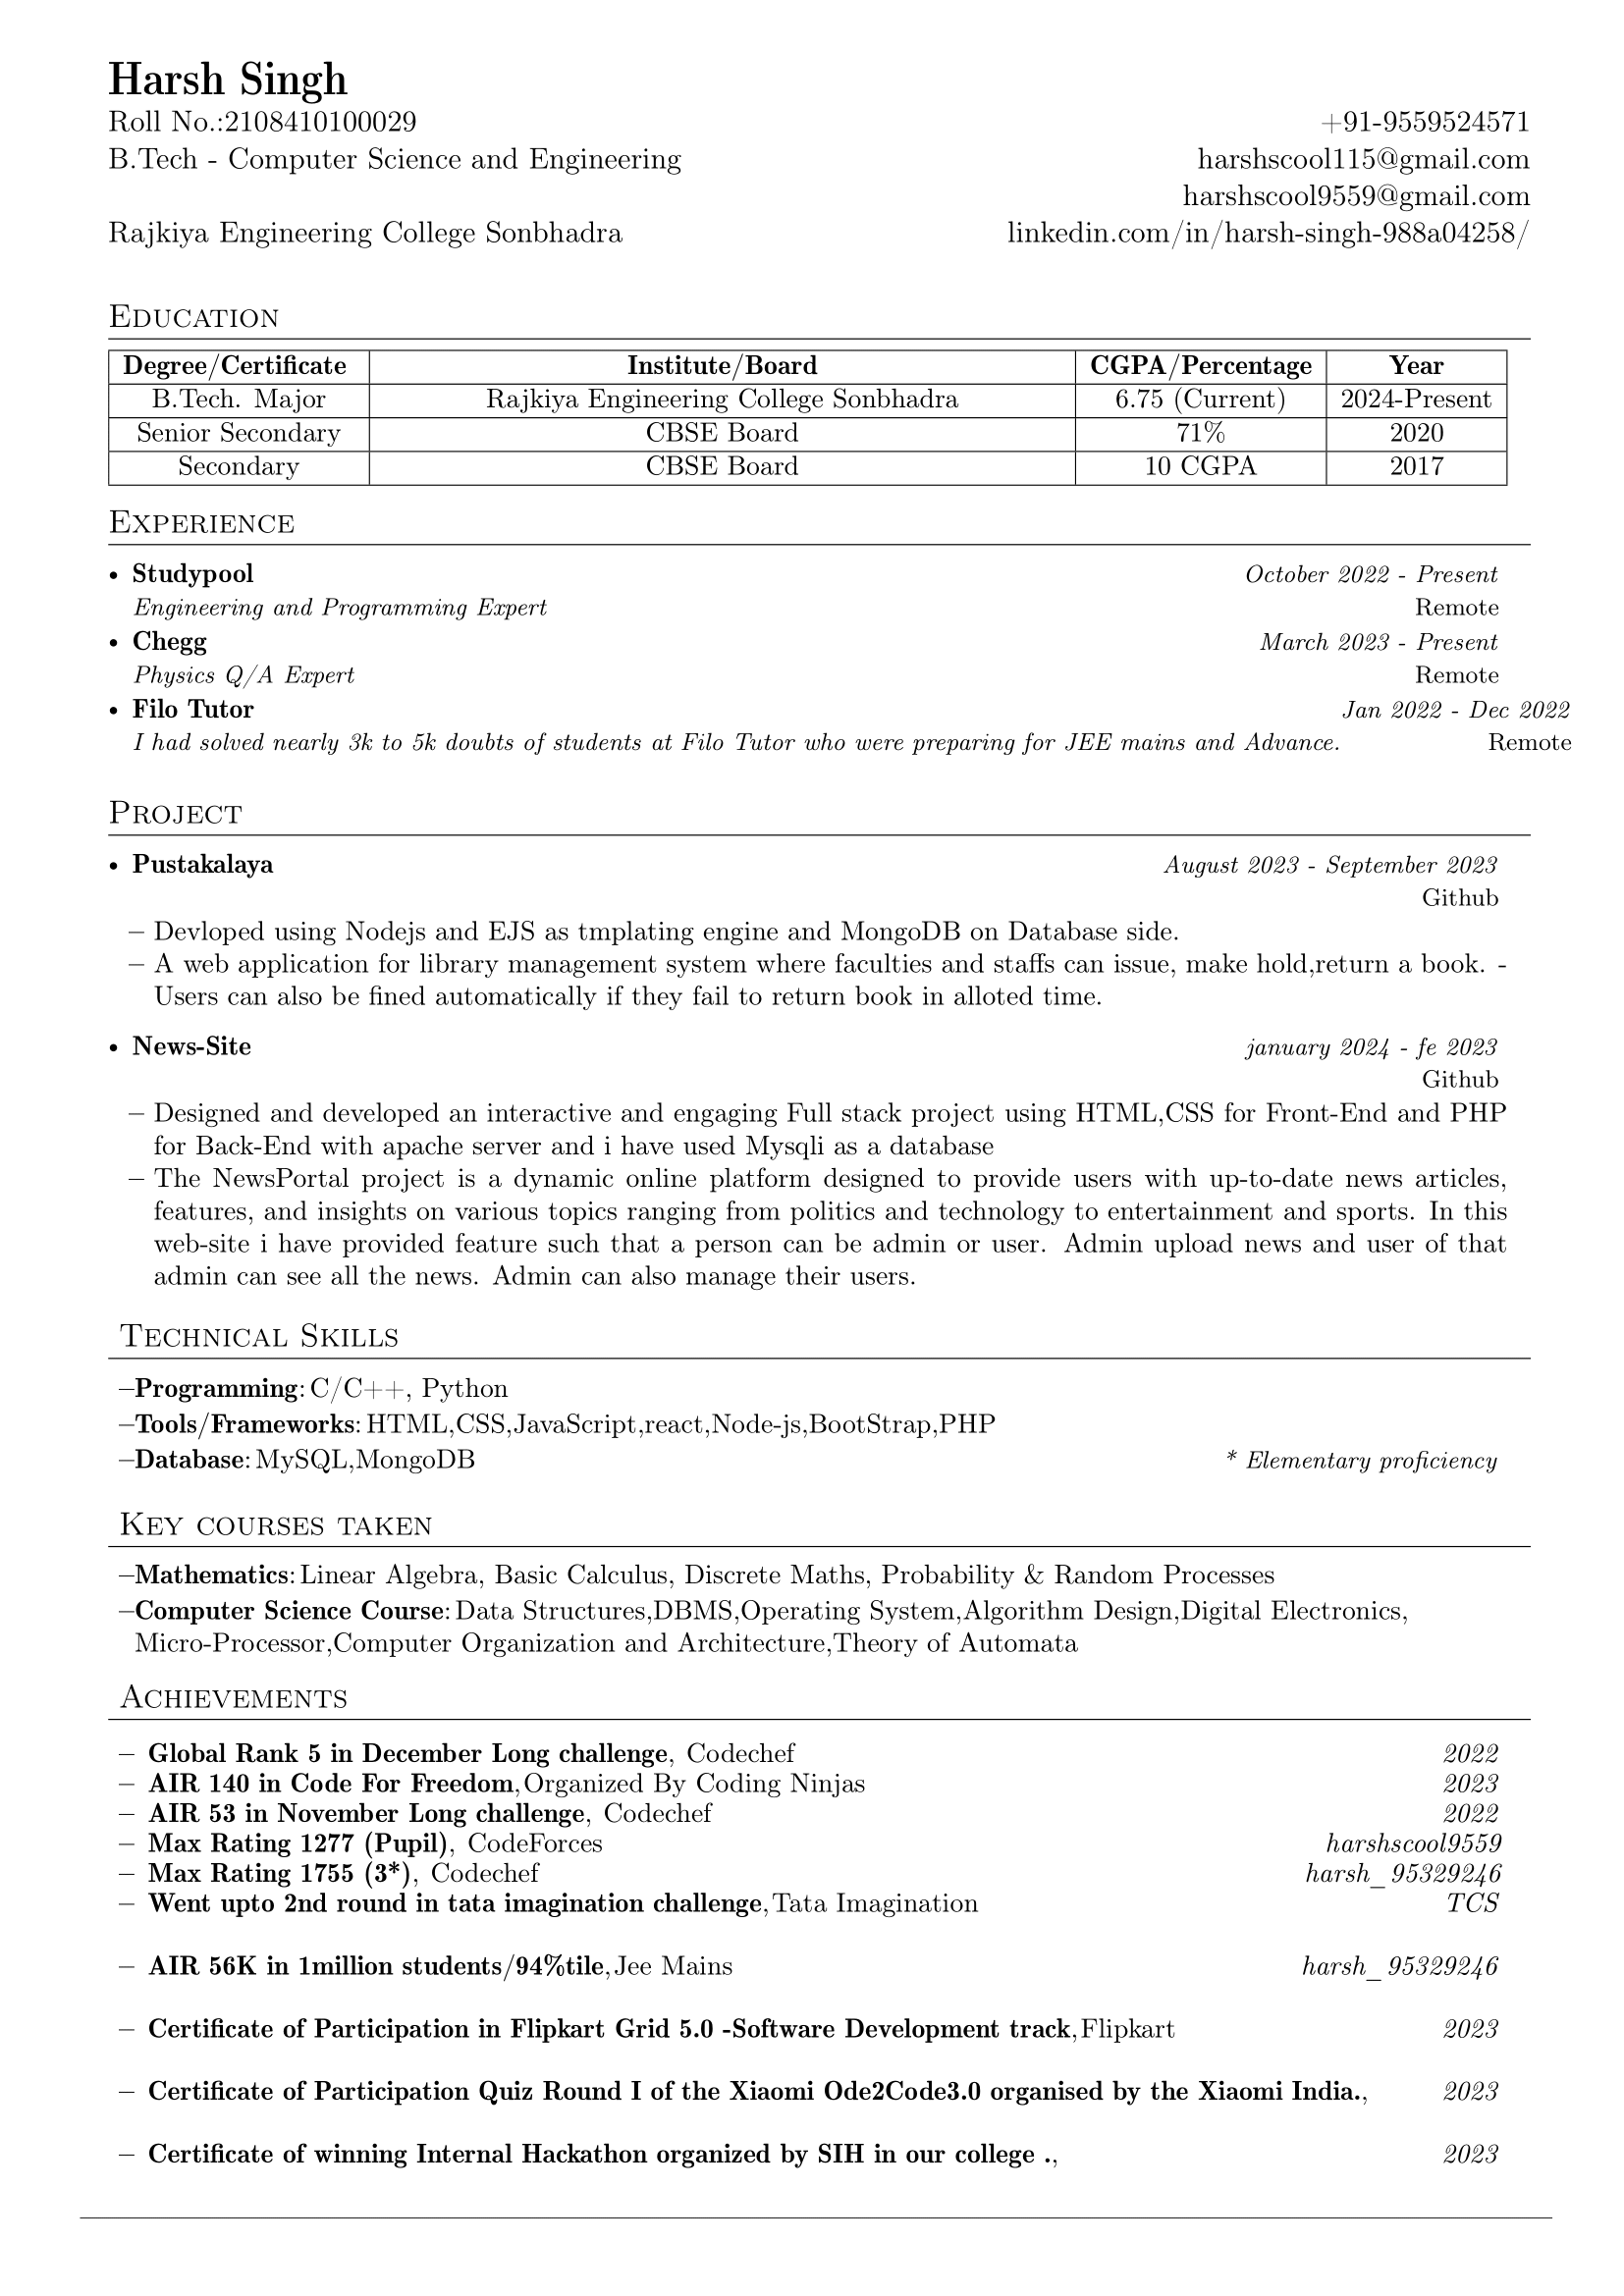 Harsh Singh
Roll No.:2108410100029 +91-9559524571
B.Tech - Computer Science and Engineering harshscool115@gmail.com
harshscool9559@gmail.com
Rajkiya Engineering College Sonbhadra linkedin.com/in/harsh-singh-988a04258/
Education
Degree/Certificate Institute/Board CGPA/Percentage Year
B.Tech. Major Rajkiya Engineering College Sonbhadra 6.75 (Current) 2024-Present
Senior Secondary CBSE Board 71% 2020
Secondary CBSE Board 10 CGPA 2017
Experience
• Studypool October 2022 - Present
Engineering and Programming Expert Remote
• Chegg March 2023 - Present
Physics Q/A Expert Remote
• Filo Tutor Jan 2022 - Dec 2022
I had solved nearly 3k to 5k doubts of students at Filo Tutor who were preparing for JEE mains and Advance. Remote
Project
• Pustakalaya August 2023 - September 2023
Github
– Devloped using Nodejs and EJS as tmplating engine and MongoDB on Database side.
– A web application for library management system where faculties and staffs can issue, make hold,return a book. -
Users can also be fined automatically if they fail to return book in alloted time.
• News-Site january 2024 - fe 2023
Github
– Designed and developed an interactive and engaging Full stack project using HTML,CSS for Front-End and PHP
for Back-End with apache server and i have used Mysqli as a database
– The NewsPortal project is a dynamic online platform designed to provide users with up-to-date news articles,
features, and insights on various topics ranging from politics and technology to entertainment and sports. In this
web-site i have provided feature such that a person can be admin or user. Admin upload news and user of that
admin can see all the news. Admin can also manage their users.
Technical Skills
–Programming: C/C++, Python
–Tools/Frameworks: HTML,CSS,JavaScript,react,Node-js,BootStrap,PHP
–Database: MySQL,MongoDB * Elementary proficiency
Key courses taken
–Mathematics: Linear Algebra, Basic Calculus, Discrete Maths, Probability & Random Processes
–Computer Science Course: Data Structures,DBMS,Operating System,Algorithm Design,Digital Electronics,
Micro-Processor,Computer Organization and Architecture,Theory of Automata
Achievements
– Global Rank 5 in December Long challenge, Codechef 2022
– AIR 140 in Code For Freedom,Organized By Coding Ninjas 2023
– AIR 53 in November Long challenge, Codechef 2022
– Max Rating 1277 (Pupil), CodeForces harshscool9559
– Max Rating 1755 (3*), Codechef harsh_95329246
– Went upto 2nd round in tata imagination challenge,Tata Imagination TCS
– AIR 56K in 1million students/94%tile,Jee Mains harsh_95329246
– Certificate of Participation in Flipkart Grid 5.0 -Software Development track,Flipkart 2023
– Certificate of Participation Quiz Round I of the Xiaomi Ode2Code3.0 organised by the Xiaomi India., 2023
– Certificate of winning Internal Hackathon organized by SIH in our college ., 2023